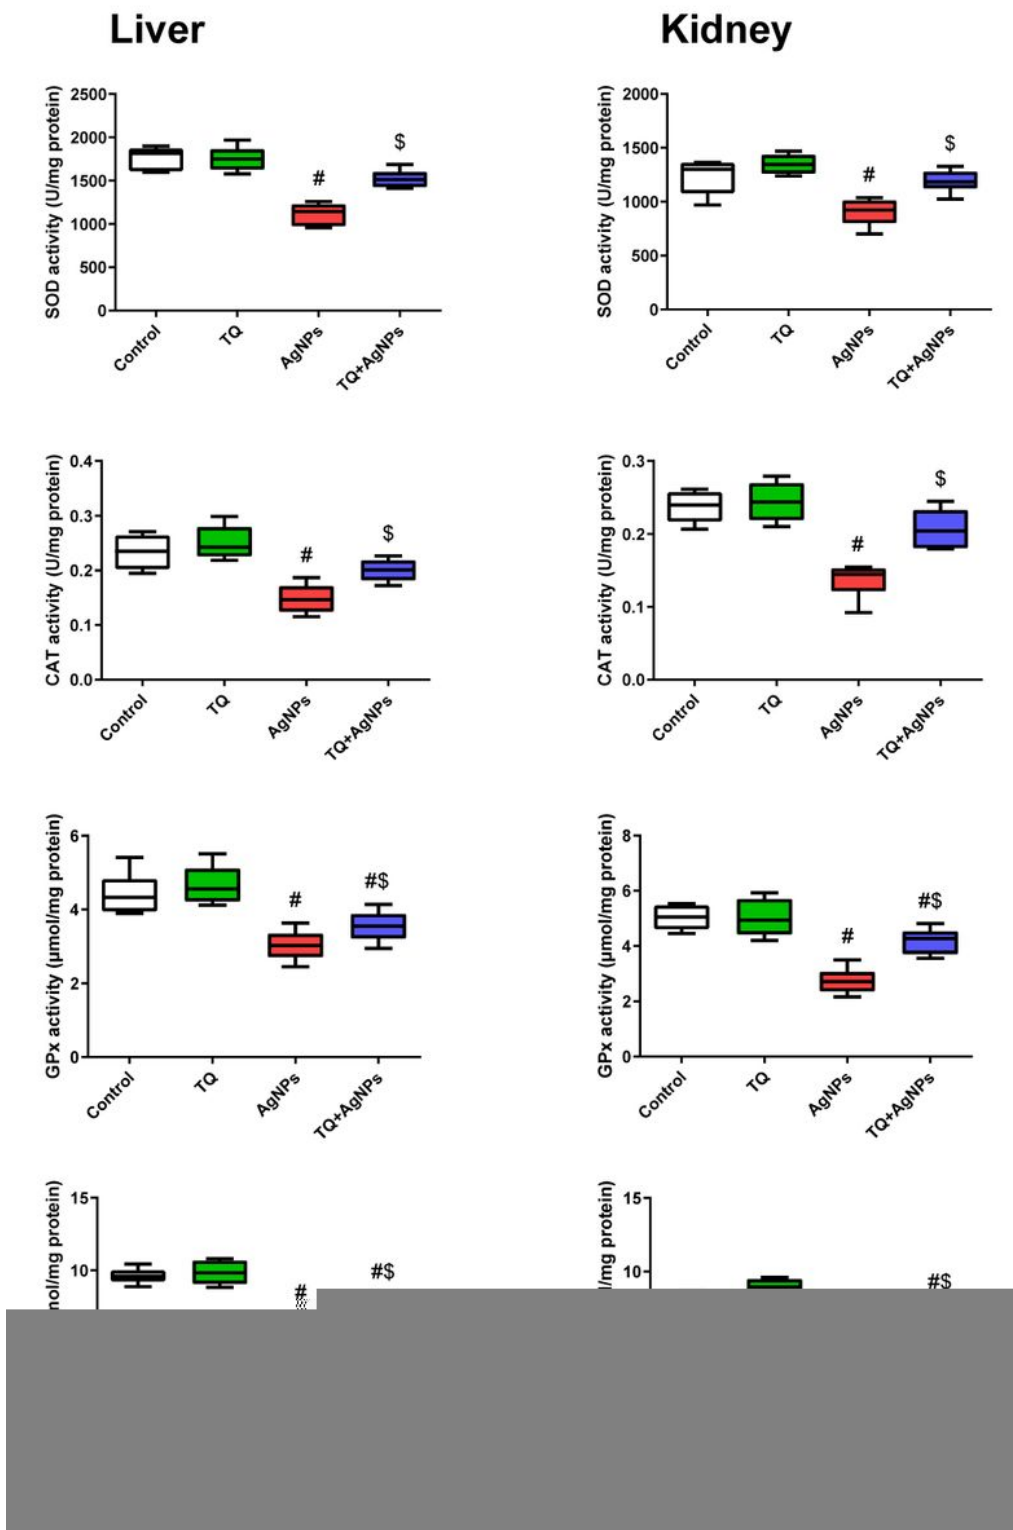 Liver
Kidney
SOD activity (U/mg protein)
2500
2000
1500
1000
500
0
#
$
Control
TQ
AgNPs
TQ+AgNPs
SOD activity (U/mg protein)
2000
1500
1000
500
0
#
$
Control
TQ
AgNPs
TQ+AgNPs
CAT activity (U/mg protein)
0.4
0.3
0.2
0.1
0.0
#
$
Control
TQ
AgNPs
TQ+AgNPs
CAT activity (U/mg protein)
0.3
0.2
0.1
0.0
#
$
Control
TQ
AgNPs
TQ+AgNPs
GPx activity (µmol/mg protein)
6
4
2
0
#
#$
Control
TQ
AgNPs
TQ+AgNPs
GPx activity (µmol/mg protein)
8
6
4
2
0
#
#$
Control
TQ
AgNPs
TQ+AgNPs
mol/mg protein)
15
10
#
#$
/mg protein)
15
10
#$